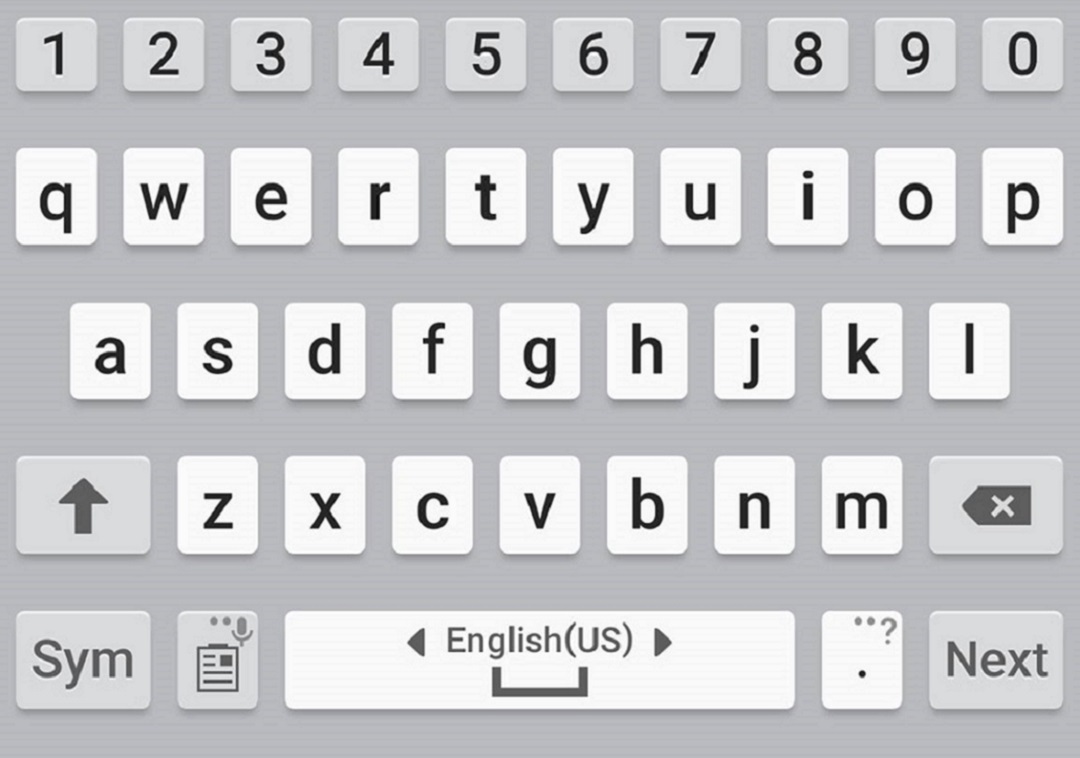 1 2 3 4 5 6 7 8 9 0
q w e r t y u i o p
a s d f g h j k l
z x c v b n m
Sym English(US) . ..? Next